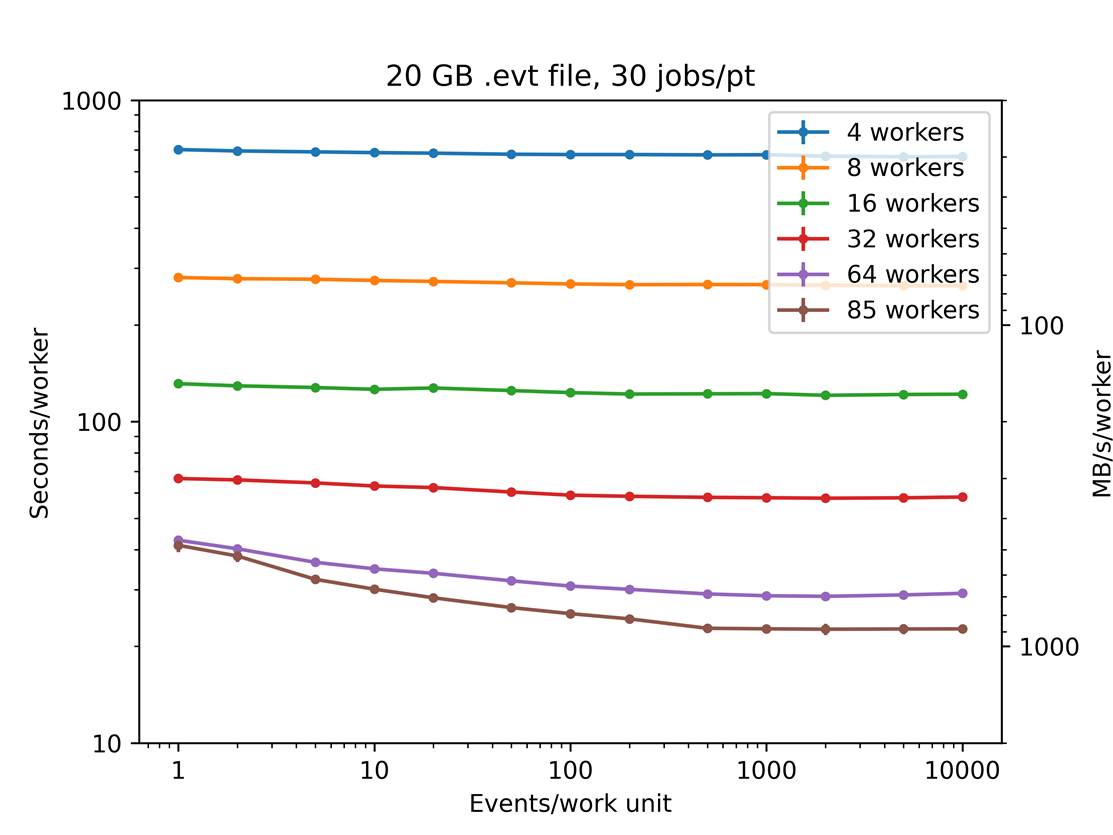 20 GB .evt file, 30 jobs/pt
1000
100
10
Seconds/worker
4 workers
8 workers
16 workers
32 workers
64 workers
85 workers
100
1000
MB/s/worker
1
10
100
1000
10000
Events/work unit